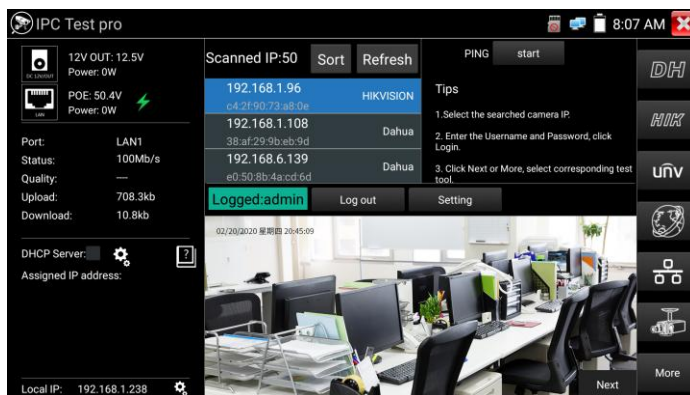 IPC Test pro
8:07 AM
12V OUT: 12.5V
Power: 0W
DC 12V/OUT
POE: 50.4V
Power: 0W
LAN
Port: LAN1
Status: 100Mb/s
Quality: ----
Upload: 708.3kb
Download: 10.8kb
DHCP Server:
?
Assigned IP address:
Local IP: 192.168.1.238
Scanned IP:50 Sort Refresh
192.168.1.96 HIKVISION
c4:2f:90:73:a8:0e
192.168.1.108 Dahua
38:af:29:9b:eb:9d
192.168.6.139 Dahua
e0:50:8b:4a:cd:6d
PING start
Tips
1.Select the searched camera IP.
2. Enter the Username and Password, click
Login.
3. Click Next or More, select corresponding test
tool.
Logged:admin Log out Setting
02/20/2020 星期四 20:45:09
Next
DH
HIK
unv
More